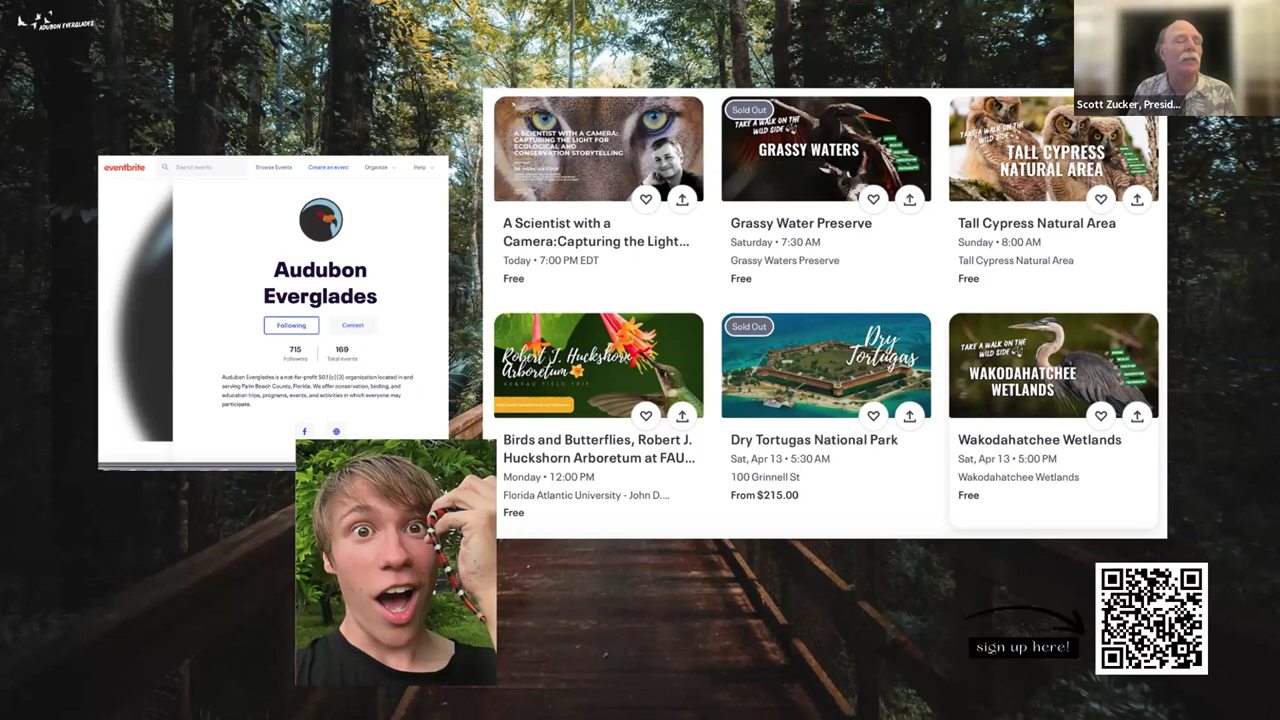 ADUBON EVERGLADES
Scott Zucker, Presid...
eventbrite
Search events
Browse Events
Create an event
Organize
Help
Audubon
Everglades
Following
Contact
715
169
Followers
Total events
Audubon Everglades is a not-for-profit 501(c)(3) organization located in and
serving Palm Beach County, Florida. We offer conservation, birding, and
education trips, programs, events, and activities in which everyone may
participate.
A SCIENTIST WITH A CAMERA:
CAPTURING THE LIGHT FOR
ECOLOGICAL AND
CONSERVATION STORYTELLING
A Scientist with a
Camera:Capturing the Light...
Today • 7:00 PM EDT
Free
Sold Out
TAKE A WALK ON THE
WILD SIDE
GRASSY WATERS
Grassy Water Preserve
Saturday • 7:30 AM
Grassy Waters Preserve
Free
TAKE A WALK ON THE
WILD SIDE
TALL CYPRESS
NATURAL AREA
Tall Cypress Natural Area
Sunday • 8:00 AM
Tall Cypress Natural Area
Free
Robert J. Huckshorn
Arboretum
AE&FAU FIELD TRIP
Birds and Butterflies, Robert J.
Huckshorn Arboretum at FAU...
Monday • 12:00 PM
Florida Atlantic University - John D....
Free
Sold Out
Dry
Tortugas
Dry Tortugas National Park
Sat, Apr 13 • 5:30 AM
100 Grinnell St
From $215.00
TAKE A WALK ON THE
WILD SIDE
WAKODAHATCHEE
WETLANDS
Wakodahatchee Wetlands
Sat, Apr 13 • 5:00 PM
Wakodahatchee Wetlands
Free
sign up here!